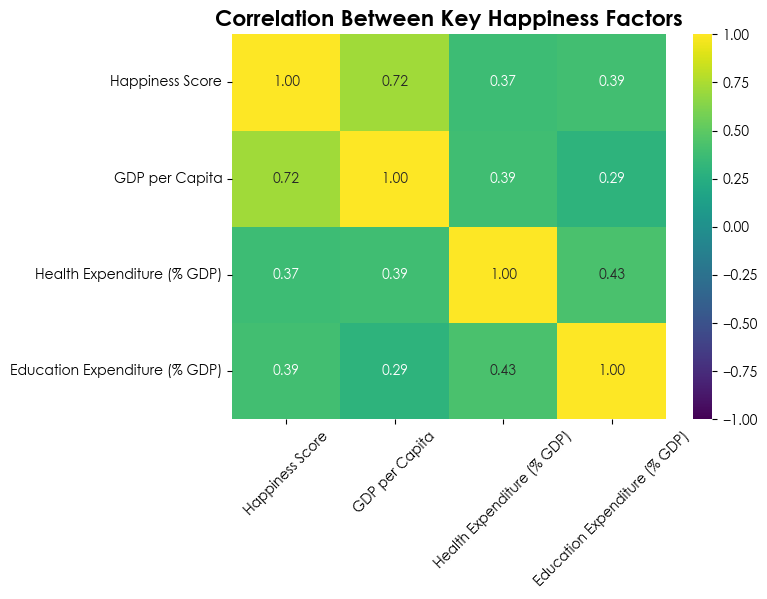 Correlation Between Key Happiness Factors
Happiness Score 1.00 0.72 0.37 0.39
GDP per Capita 0.72 1.00 0.39 0.29
Health Expenditure (% GDP) 0.37 0.39 1.00 0.43
Education Expenditure (% GDP) 0.39 0.29 0.43 1.00
Happiness Score
GDP per Capita
Health Expenditure (% GDP)
Education Expenditure (% GDP)
1.00
0.75
0.50
0.25
0.00
−0.25
−0.50
−0.75
−1.00